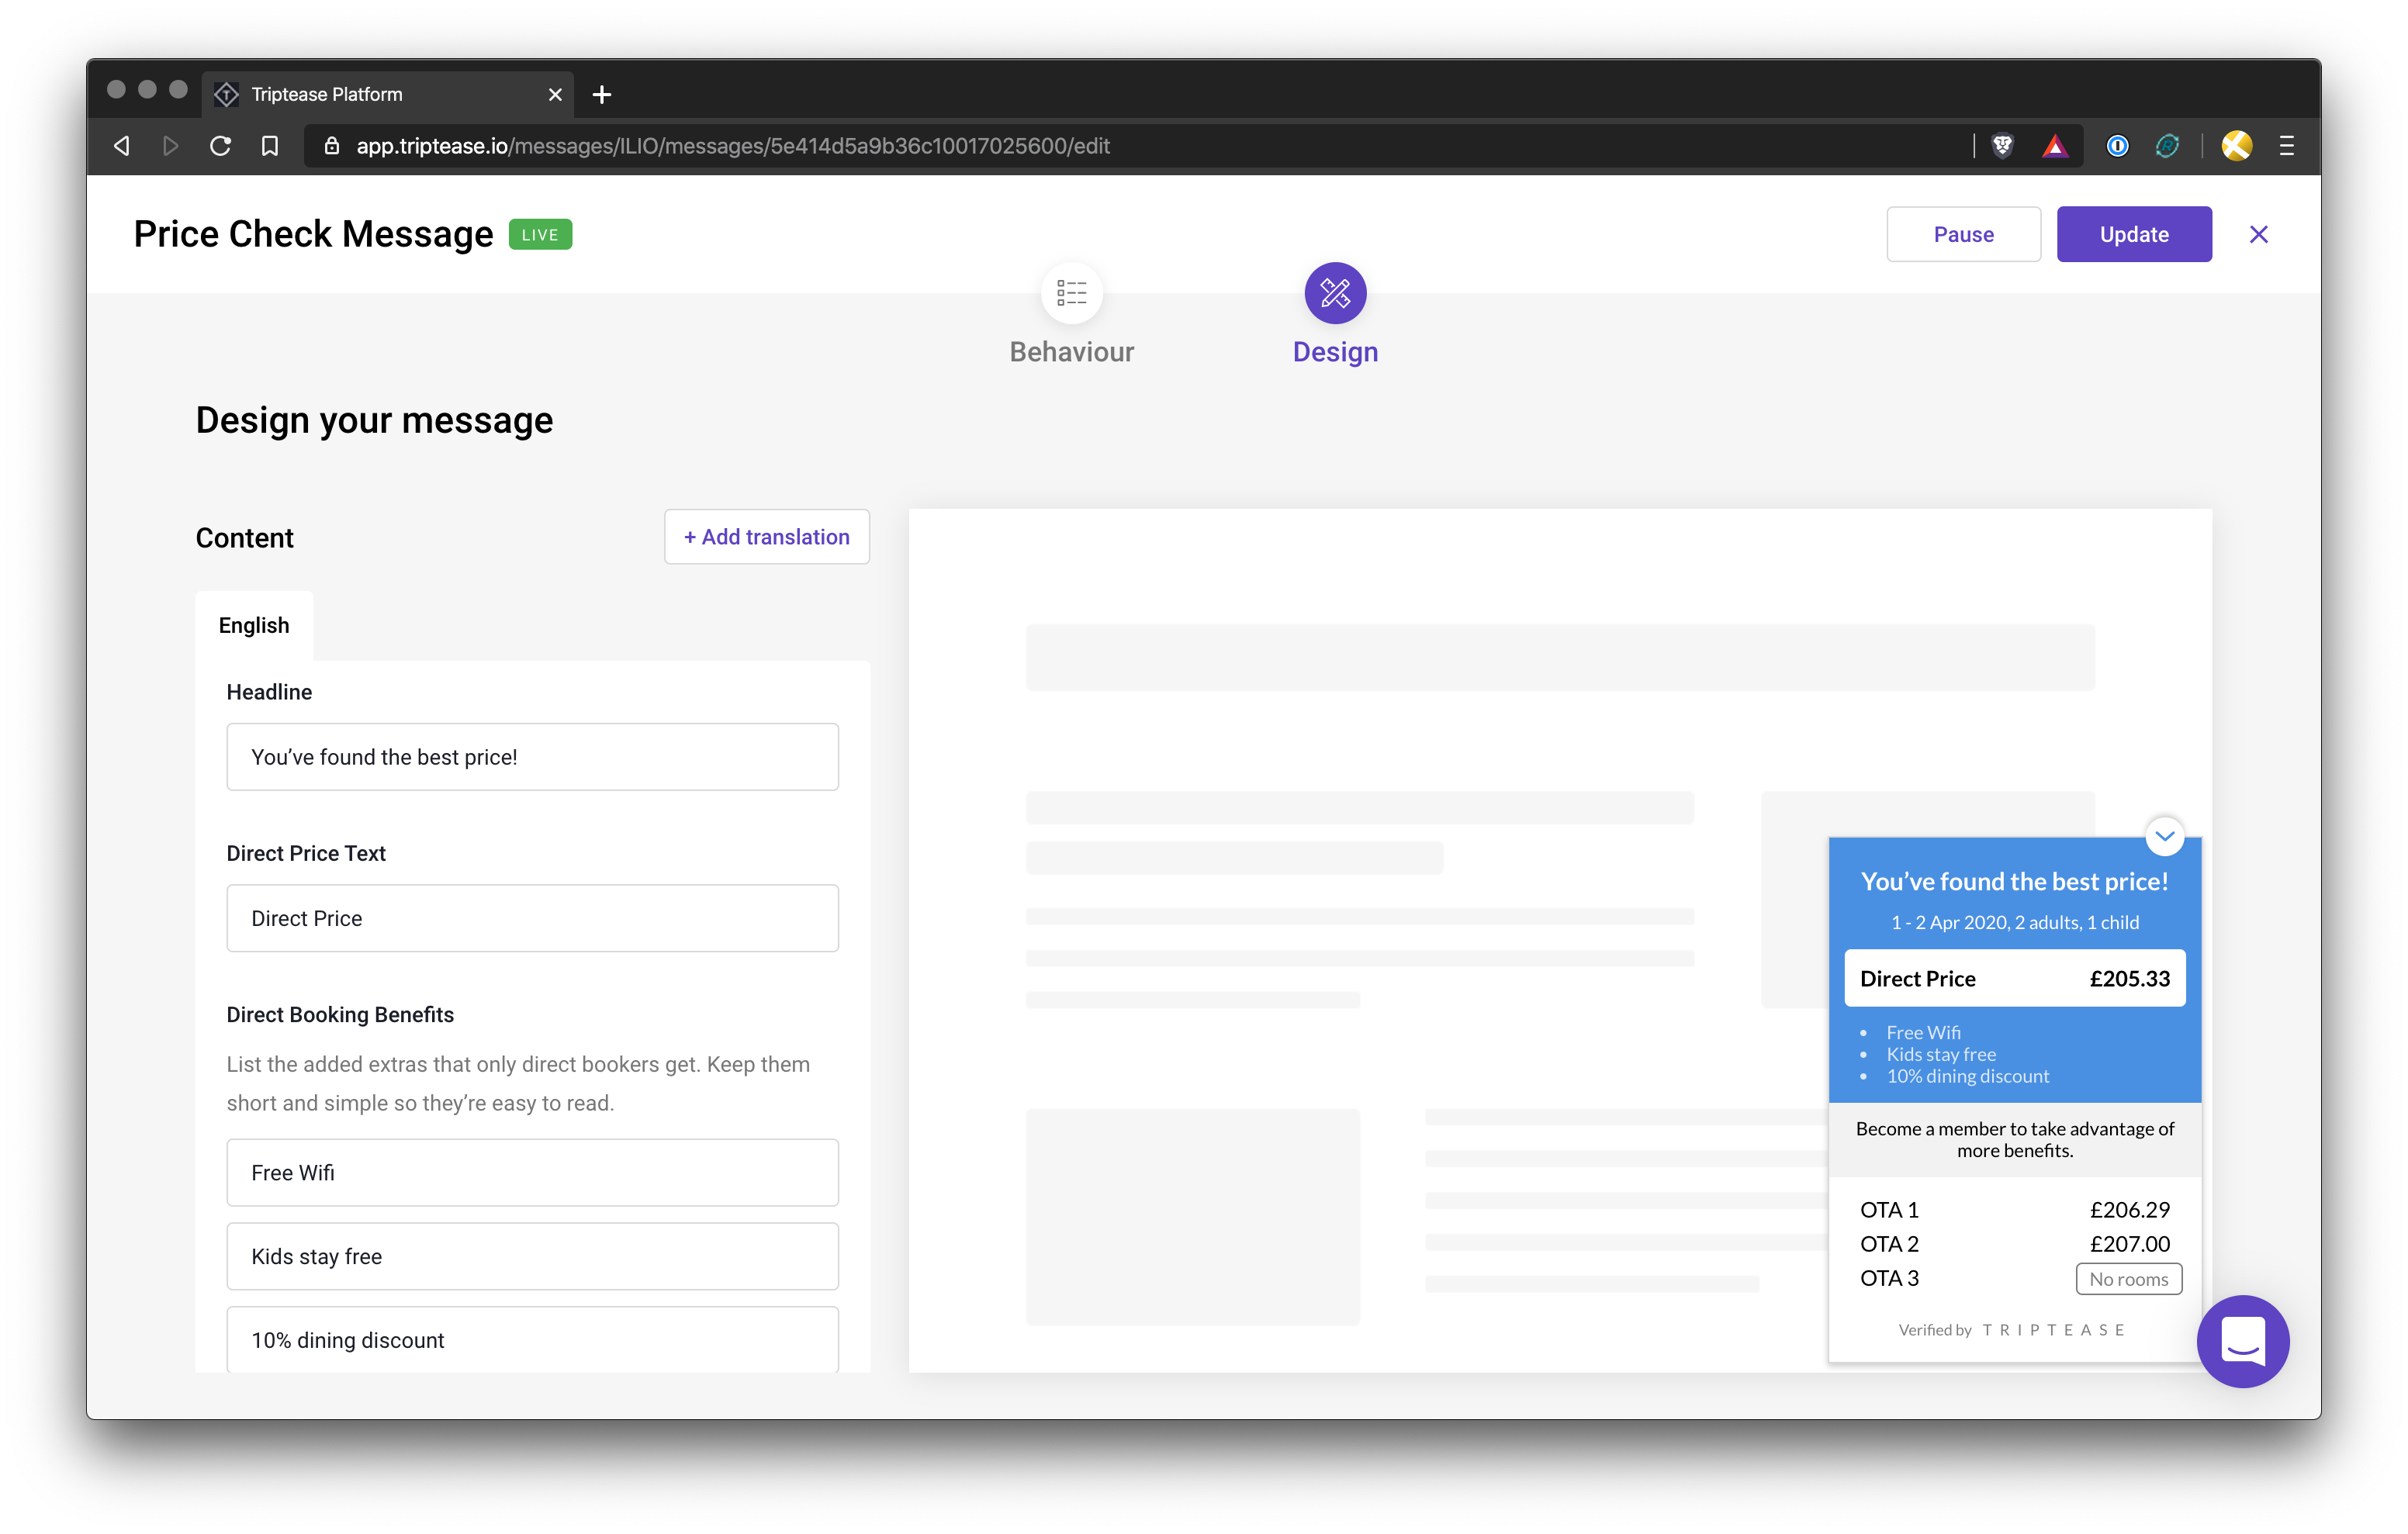 Triptease Platform
app.triptease.io/messages/ILIO/messages/5e414d5a9b36c10017025600/edit
Price Check Message
LIVE
Pause
Update
Behaviour
Design
Design your message
Content
+ Add translation
English
Headline
You’ve found the best price!
Direct Price Text
Direct Price
Direct Booking Benefits
List the added extras that only direct bookers get. Keep them
short and simple so they’re easy to read.
Free Wifi
Kids stay free
10% dining discount
You’ve found the best price!
1 - 2 Apr 2020, 2 adults, 1 child
Direct Price £205.33
• Free Wifi
• Kids stay free
• 10% dining discount
Become a member to take advantage of
more benefits.
OTA 1 £206.29
OTA 2 £207.00
OTA 3 No rooms
Verified by TRIPTEASE